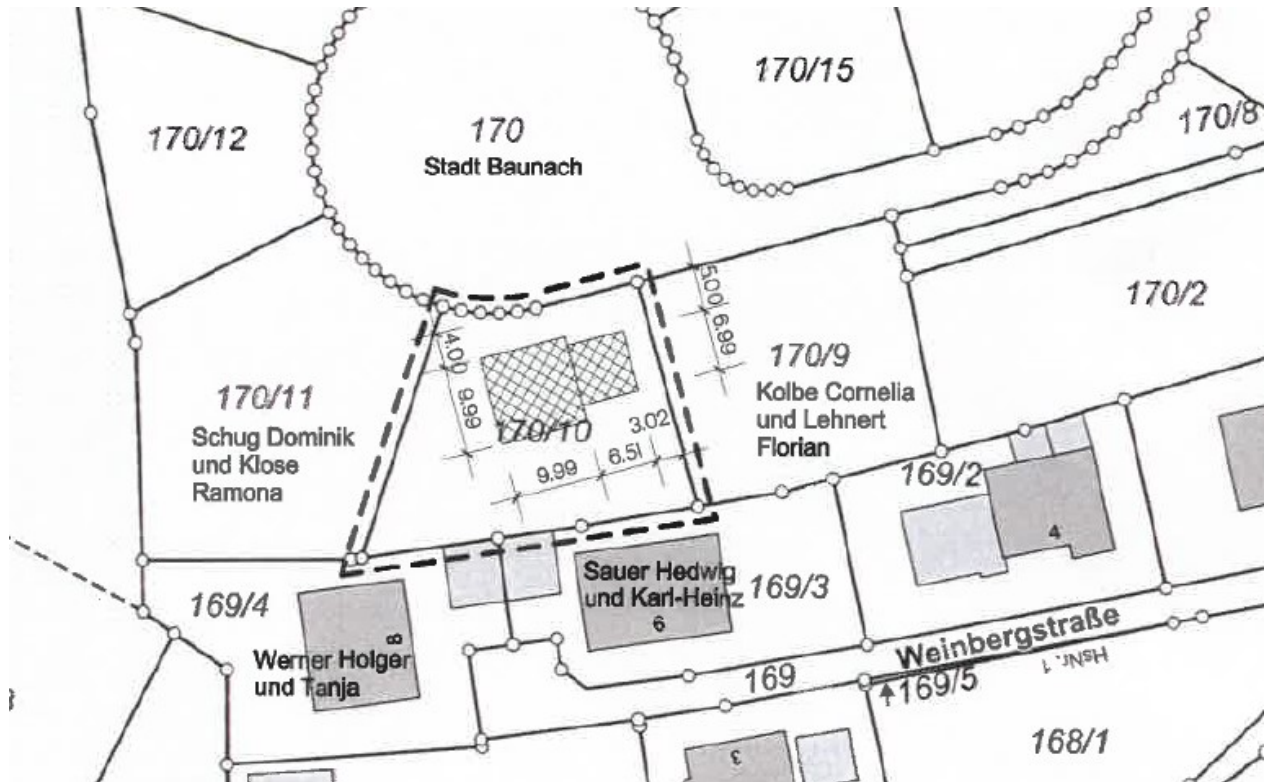 170/15
170/12
170
Stadt Baunach
170/8
170/2
5.00
6.99
170/9
Kolbe Cornelia
und Lehnert
Florian
4.00
9.99
170/11
Schug Dominik
und Klose
Ramona
170/10
3.02
6.51
9.99
169/2
4
Sauer Hedwig
und Karl-Heinz
6
169/3
169/4
8
Werner Holger
und Tanja
Weinbergstraße
HsNr. 1
169
169/5
168/1
3